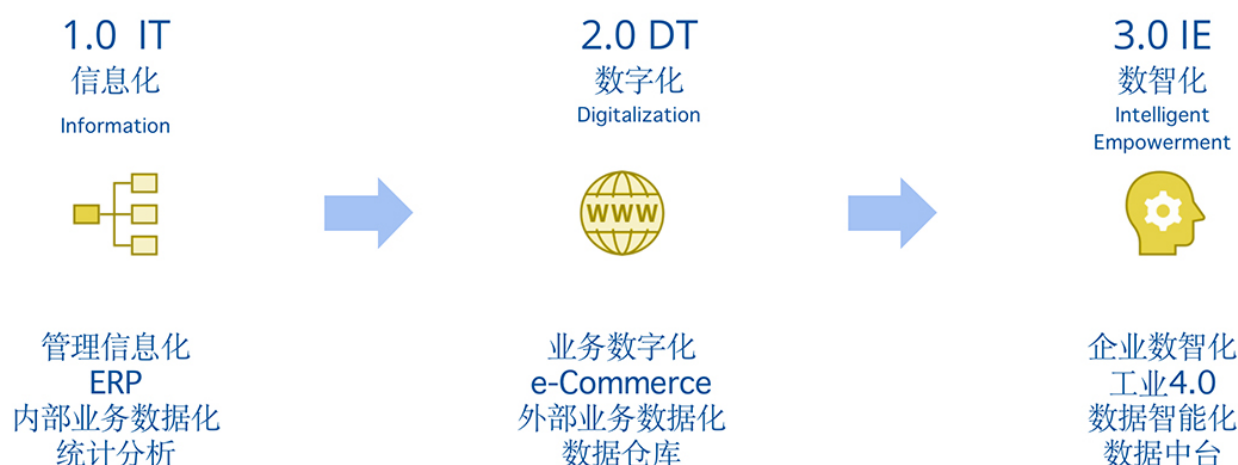 1.0 IT
信息化
Information
管理信息化
ERP
内部业务数据化
统计分析
2.0 DT
数字化
Digitalization
WWW
业务数字化
e-Commerce
外部业务数据化
数据仓库
3.0 IE
数智化
Intelligent
Empowerment
企业数智化
工业4.0
数据智能化
数据中台